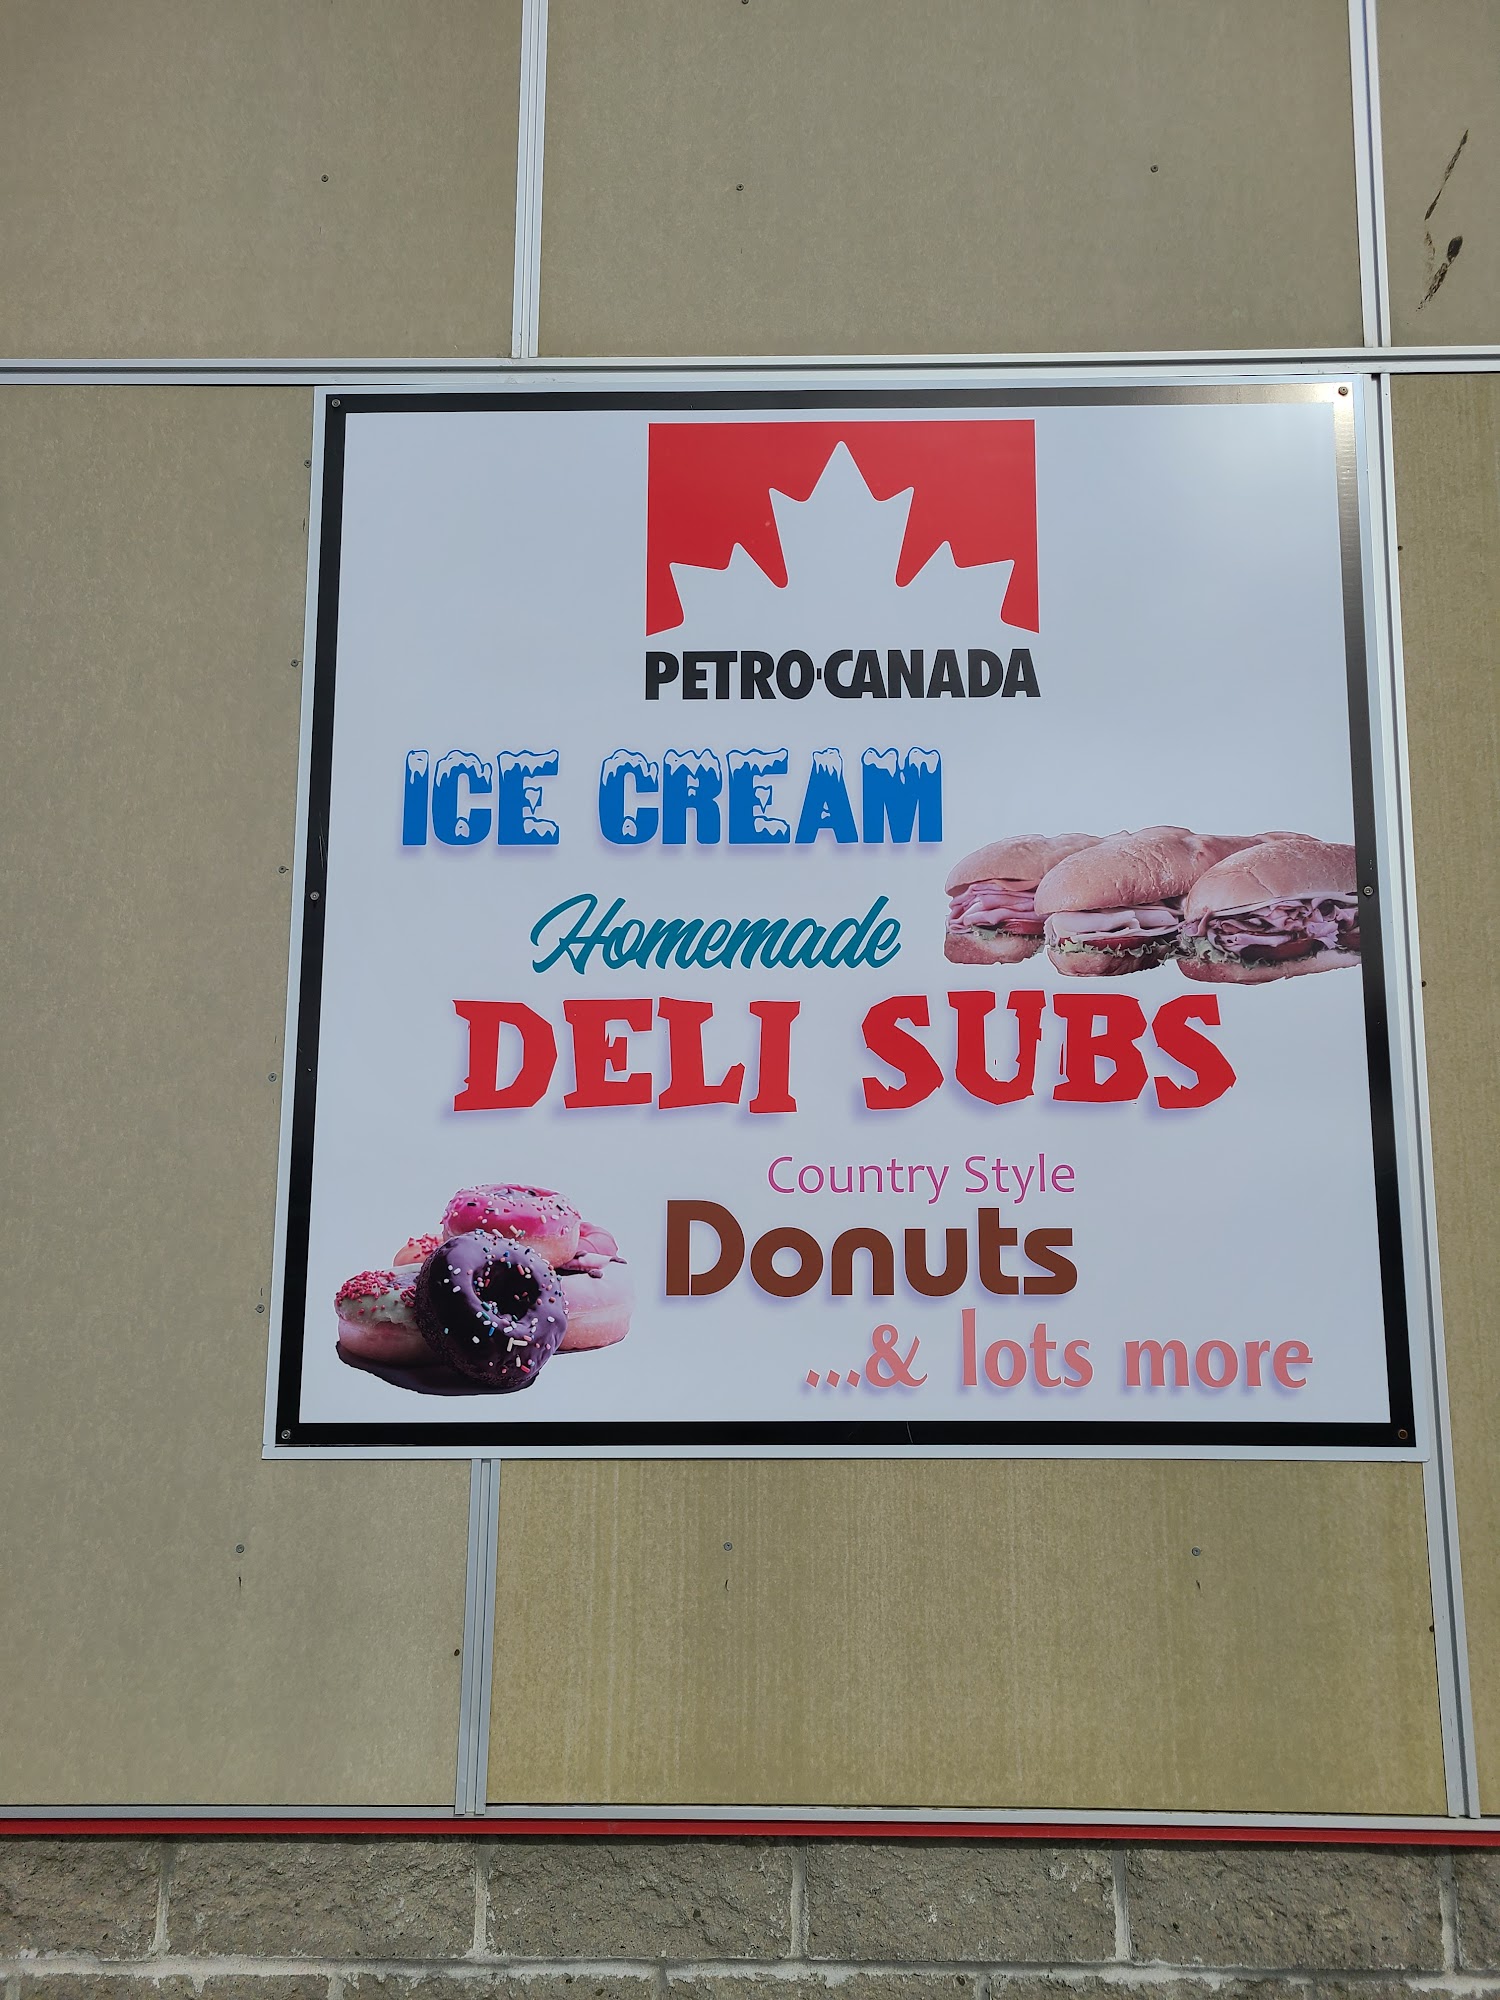 PETRO-CANADA
ICE CREAM
Homemade
DELI SUBS
Country Style
Donuts
...& lots more